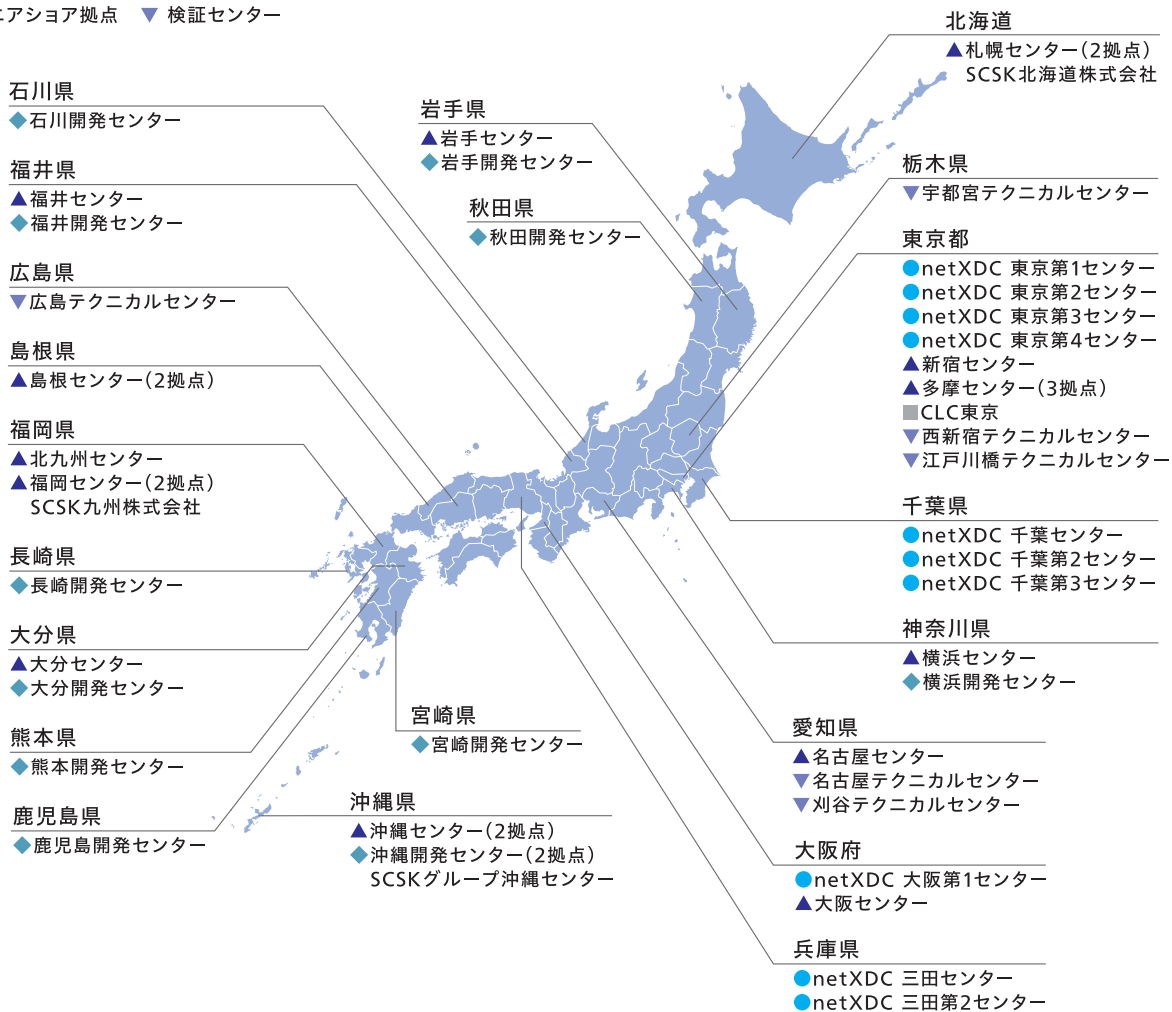 ニアショア拠点 ▼ 検証センター
石川県
◆石川開発センター
福井県
▲福井センター
◆福井開発センター
広島県
▼広島テクニカルセンター
島根県
▲島根センター(2拠点)
福岡県
▲北九州センター
▲福岡センター(2拠点)
SCSK九州株式会社
長崎県
◆長崎開発センター
大分県
▲大分センター
◆大分開発センター
熊本県
◆熊本開発センター
鹿児島県
◆鹿児島開発センター
岩手県
▲岩手センター
◆岩手開発センター
秋田県
◆秋田開発センター
宮崎県
◆宮崎開発センター
沖縄県
▲沖縄センター(2拠点)
◆沖縄開発センター(2拠点)
SCSKグループ沖縄センター
北海道
▲札幌センター(2拠点)
SCSK北海道株式会社
栃木県
▼宇都宮テクニカルセンター
東京都
●netXDC 東京第1センター
●netXDC 東京第2センター
●netXDC 東京第3センター
●netXDC 東京第4センター
▲新宿センター
▲多摩センター(3拠点)
■CLC東京
▼西新宿テクニカルセンター
▼江戸川橋テクニカルセンター
千葉県
●netXDC 千葉センター
●netXDC 千葉第2センター
●netXDC 千葉第3センター
神奈川県
▲横浜センター
◆横浜開発センター
愛知県
▲名古屋センター
▼名古屋テクニカルセンター
▼刈谷テクニカルセンター
大阪府
●netXDC 大阪第1センター
▲大阪センター
兵庫県
●netXDC 三田センター
●netXDC 三田第2センター